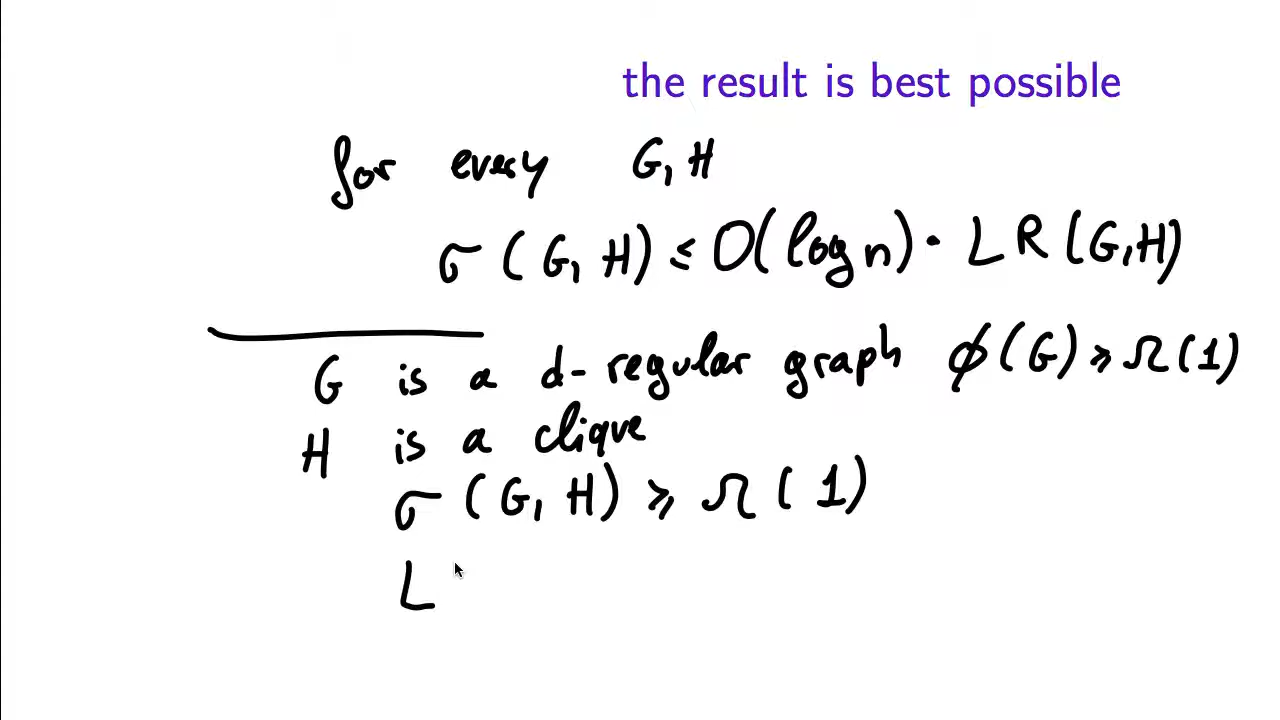 the result is best possible
for every G, H
σ (G, H) ≤ O(log n) · LR (G,H)
G is a d-regular graph ϕ(G) ≥ Ω(1)
H is a clique
σ (G, H) ≥ Ω (1)
L